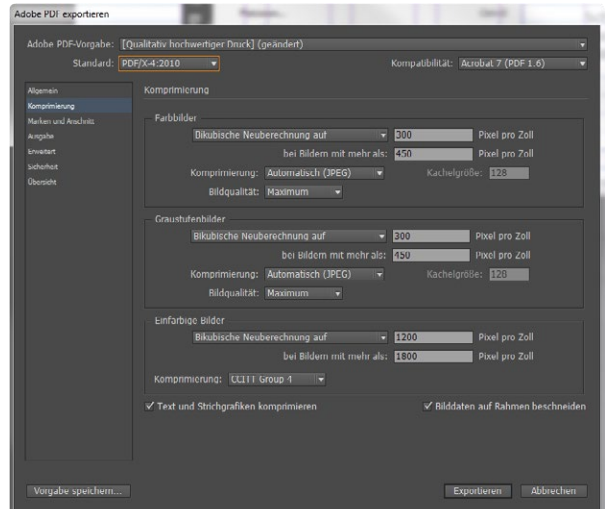 Adobe PDF exportieren
Adobe PDF-Vorgabe: [Qualitativ hochwertiger Druck] (geändert)
Standard: PDF/X-4:2010 Kompatibilität: Acrobat 7 (PDF 1.6)
Allgemein
Komprimierung
Marken und Anschnitt
Ausgabe
Erweitert
Sicherheit
Übersicht
Komprimierung
Farbbilder
Bikubische Neuberechnung auf 300 Pixel pro Zoll
bei Bildern mit mehr als: 450 Pixel pro Zoll
Komprimierung: Automatisch (JPEG) Kachelgröße: 128
Bildqualität: Maximum
Graustufenbilder
Bikubische Neuberechnung auf 300 Pixel pro Zoll
bei Bildern mit mehr als: 450 Pixel pro Zoll
Komprimierung: Automatisch (JPEG) Kachelgröße: 128
Bildqualität: Maximum
Einfarbige Bilder
Bikubische Neuberechnung auf 1200 Pixel pro Zoll
bei Bildern mit mehr als: 1800 Pixel pro Zoll
Komprimierung: CCITT Group 4
Text und Strichgrafiken komprimieren Bilddaten auf Rahmen beschneiden
Vorgabe speichern... Exportieren Abbrechen